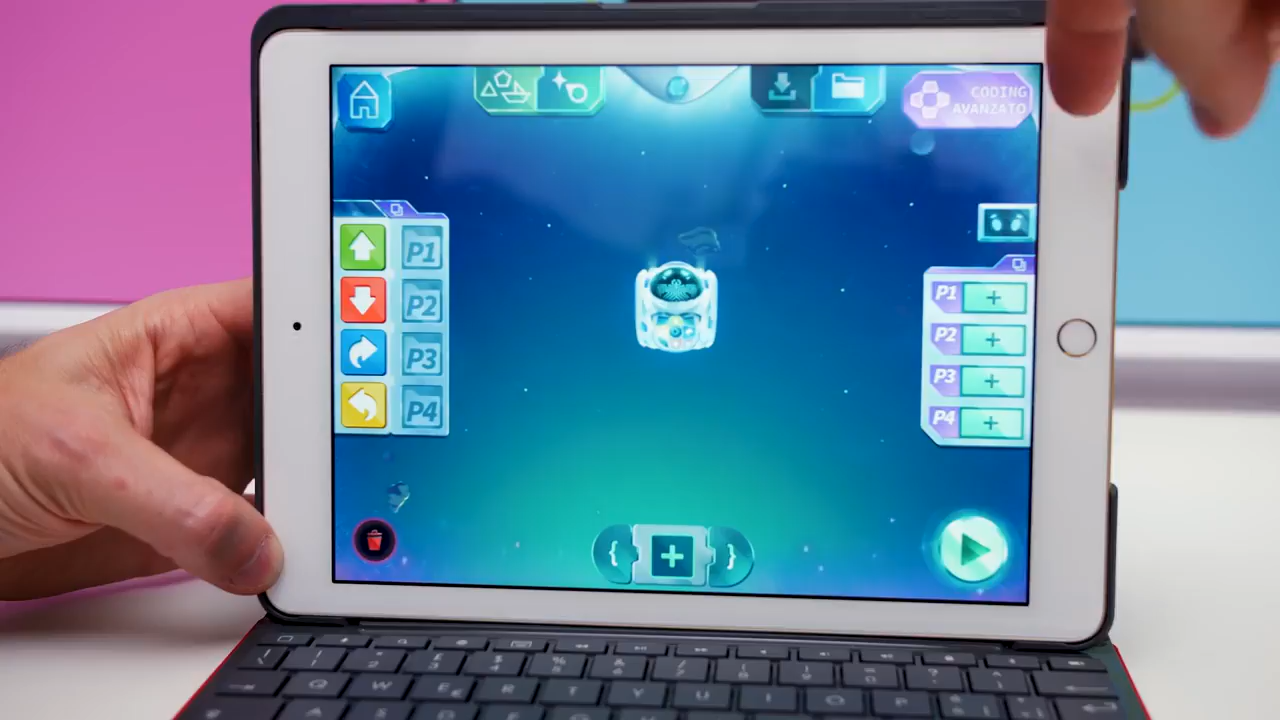 CODING
AVANZATO
P1
P2
P3
P4
P1 +
P2 +
P3 +
P4 +
{ + }
Q W E € R T Y U I O P
A S D